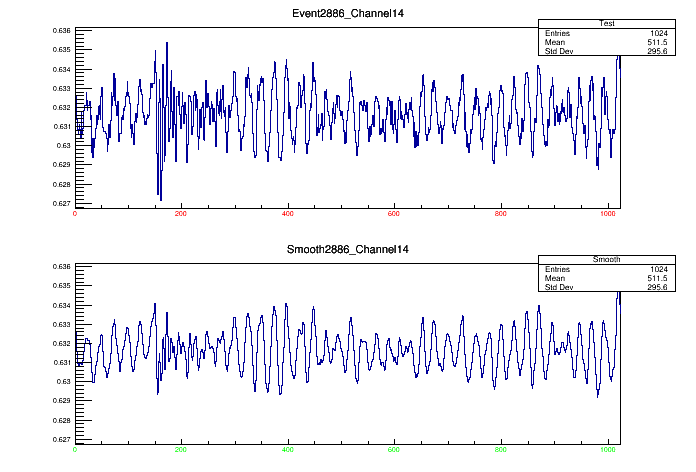 Event2886_Channel14
Test
Entries 1024
Mean 511.5
Std Dev 295.6
0.636
0.635
0.634
0.633
0.632
0.631
0.63
0.629
0.628
0.627
0 200 400 600 800 1000
Smooth2886_Channel14
Smooth
Entries 1024
Mean 511.5
Std Dev 295.6
0.636
0.635
0.634
0.633
0.632
0.631
0.63
0.629
0.628
0.627
0 200 400 600 800 1000